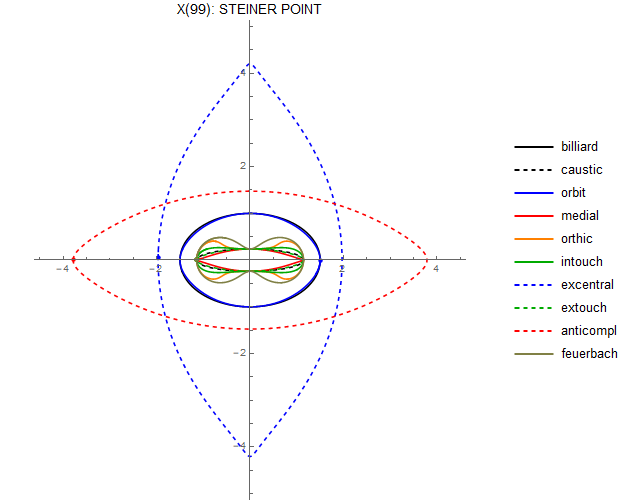 X(99): STEINER POINT
4
2
−4
−2
2
4
−2
−4
billiard
caustic
orbit
medial
orthic
intouch
excentral
extouch
anticompl
feuerbach